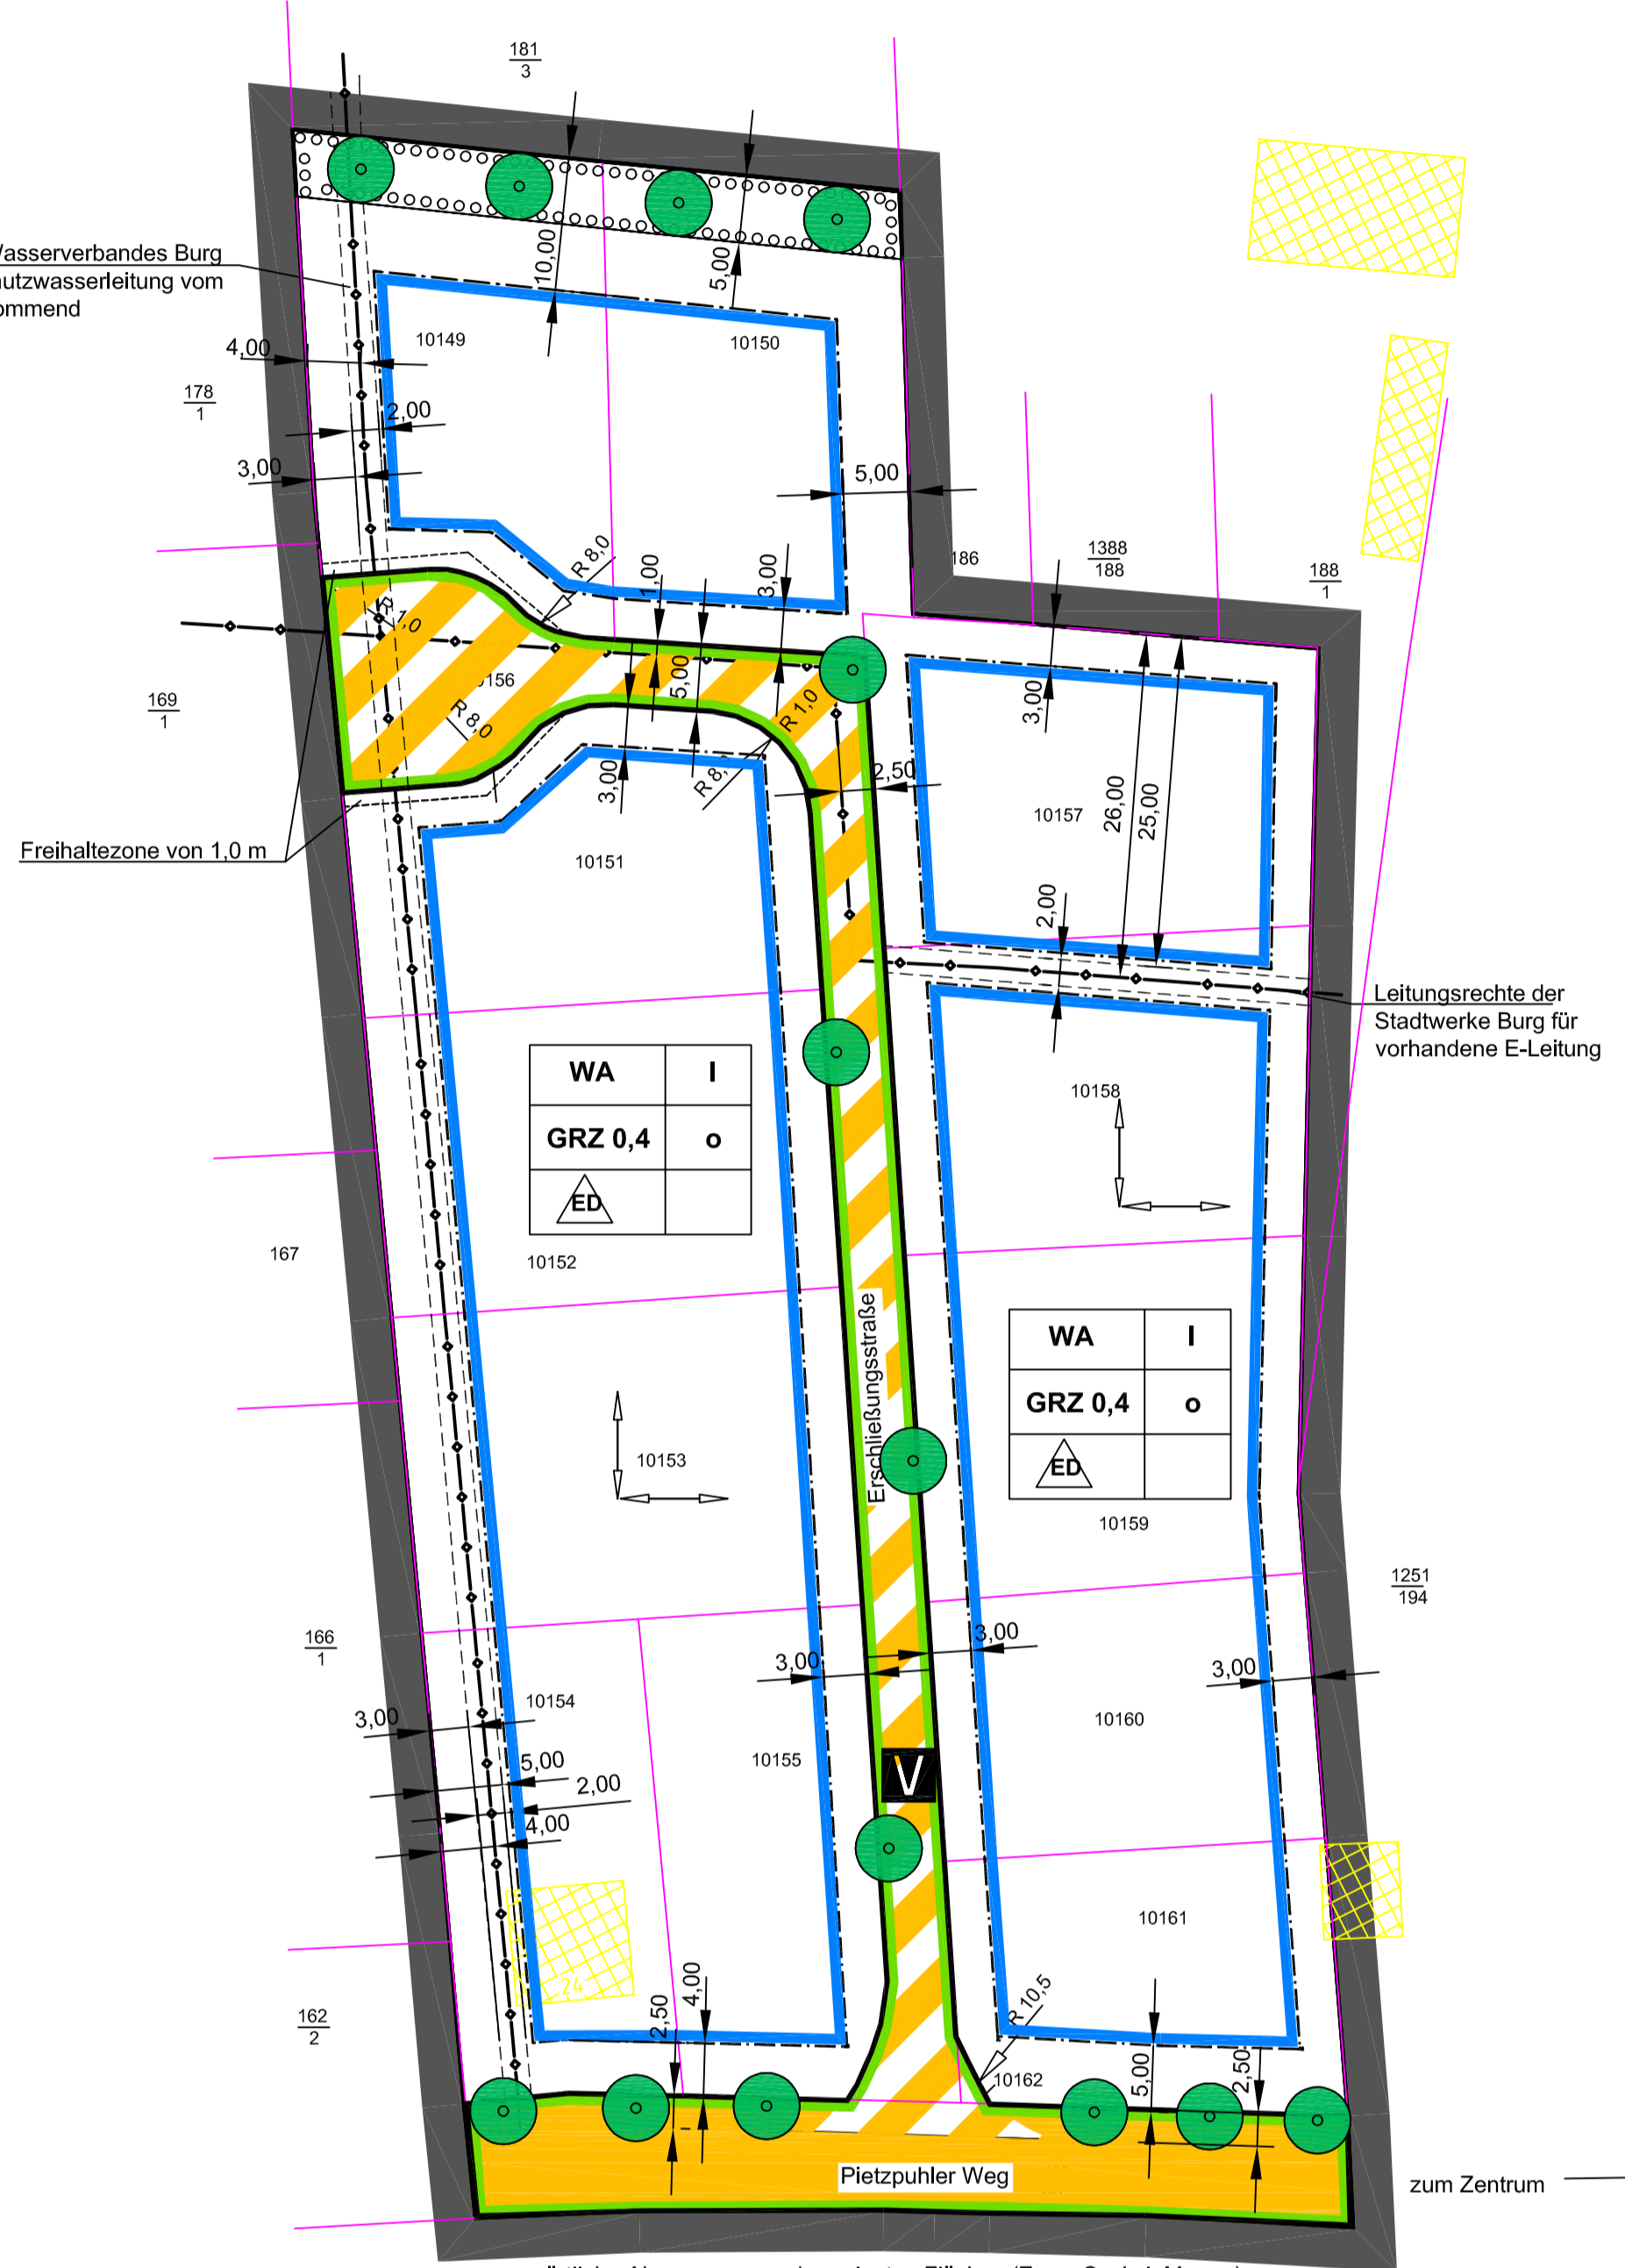 181
3
Wasserverbandes Burg
utzwasserleitung vom
ommend
10,00
5,00
10149
10150
4,00
178
1
2,00
3,00
5,00
186
1388
188
188
1
R 8,0
1,00
3,00
R 1,0
5,00
169
1
R 8,0
R 1,0
3,00
3,00
R 8,
2,50
26,00
25,00
10157
Freihaltezone von 1,0 m
10151
2,00
Leitungsrechte der
Stadtwerke Burg für
vorhandene E-Leitung
WA I
GRZ 0,4 o
ED
10158
167
10152
Erschließungsstraße
WA I
GRZ 0,4 o
ED
10153
10159
1251
194
166
1
3,00
3,00
3,00
10154
3,00
10160
5,00
2,00
10155
V
4,00
10161
24
162
2
2,50
4,00
R 10,5
10162
5,00
2,50
Pietzpuhler Weg
zum Zentrum